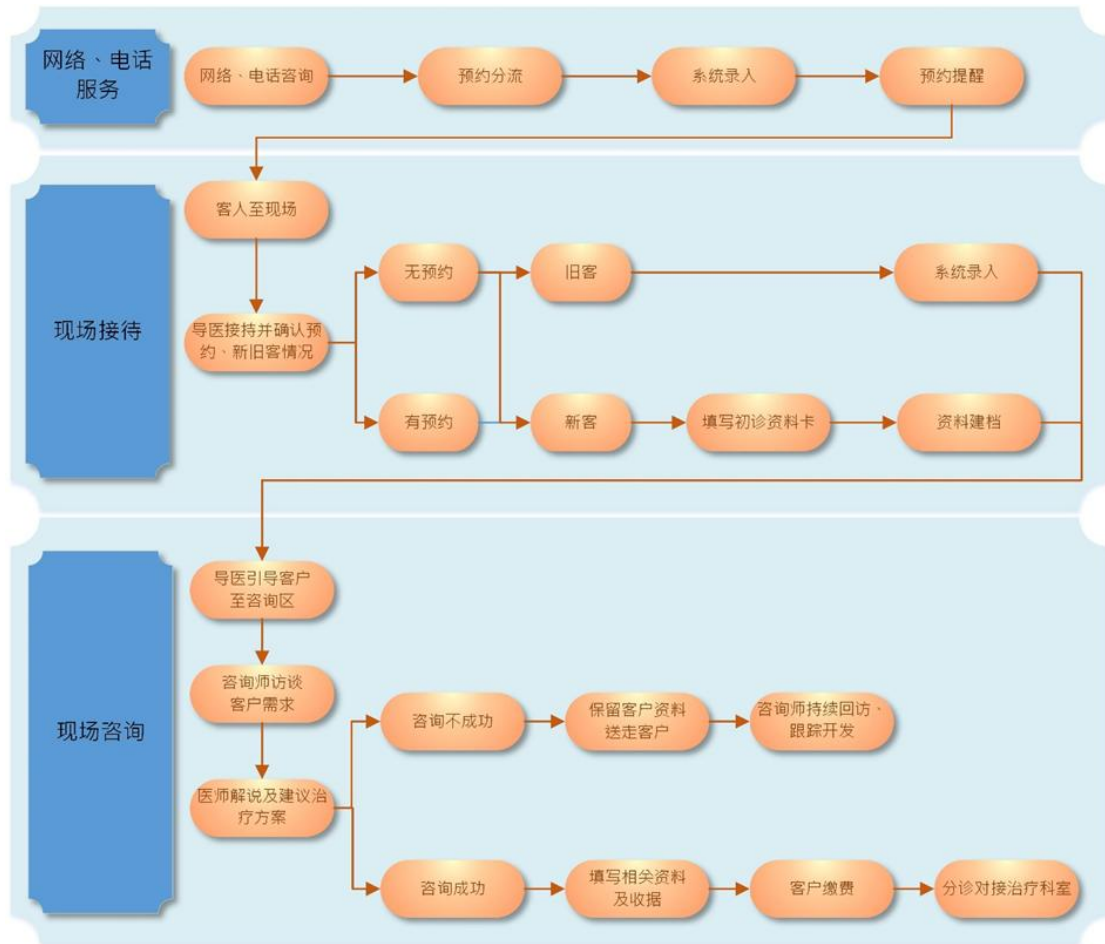 网络、电话
服务
网络、电话咨询
预约分流
系统录入
预约提醒
现场接待
客人至现场
导医接持并确认预
约、新旧客情况
无预约
旧客
系统录入
有预约
新客
填写初诊资料卡
资料建档
现场咨询
导医引导客户
至咨询区
咨询师访谈
客户需求
医师解说及建议治
疗方案
咨询不成功
保留客户资料
送走客户
咨询师持续回访、
跟踪开发
咨询成功
填写相关资料
及收据
客户缴费
分诊对接治疗科室